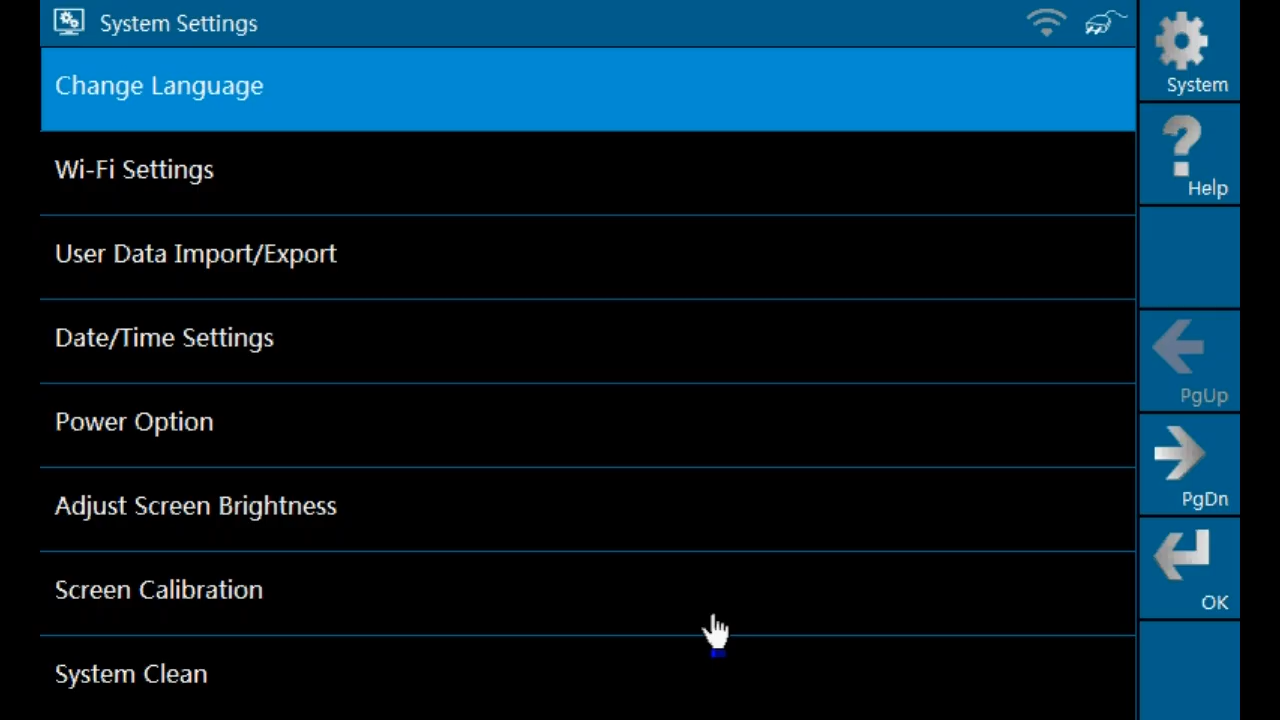 System Settings
Change Language
Wi-Fi Settings
User Data Import/Export
Date/Time Settings
Power Option
Adjust Screen Brightness
Screen Calibration
System Clean
System
Help
PgUp
PgDn
OK